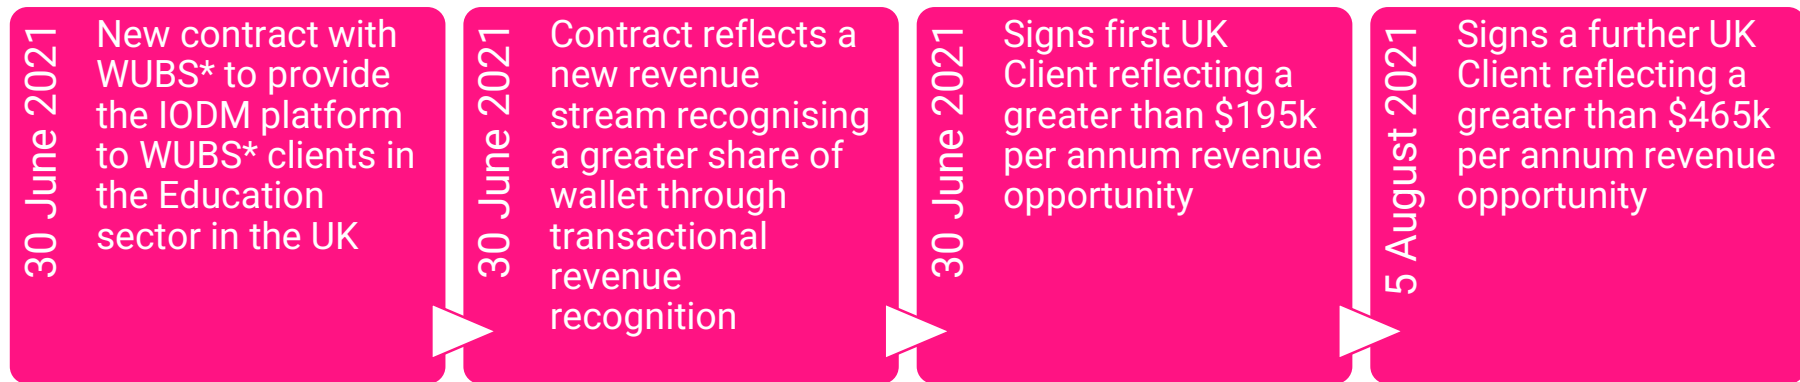 30 June 2021
New contract with
WUBS* to provide
the IODM platform
to WUBS* clients in
the Education
sector in the UK
30 June 2021
Contract reflects a
new revenue
stream recognising
a greater share of
wallet through
transactional
revenue
recognition
30 June 2021
Signs first UK
Client reflecting a
greater than $195k
per annum revenue
opportunity
5 August 2021
Signs a further UK
Client reflecting a
greater than $465k
per annum revenue
opportunity